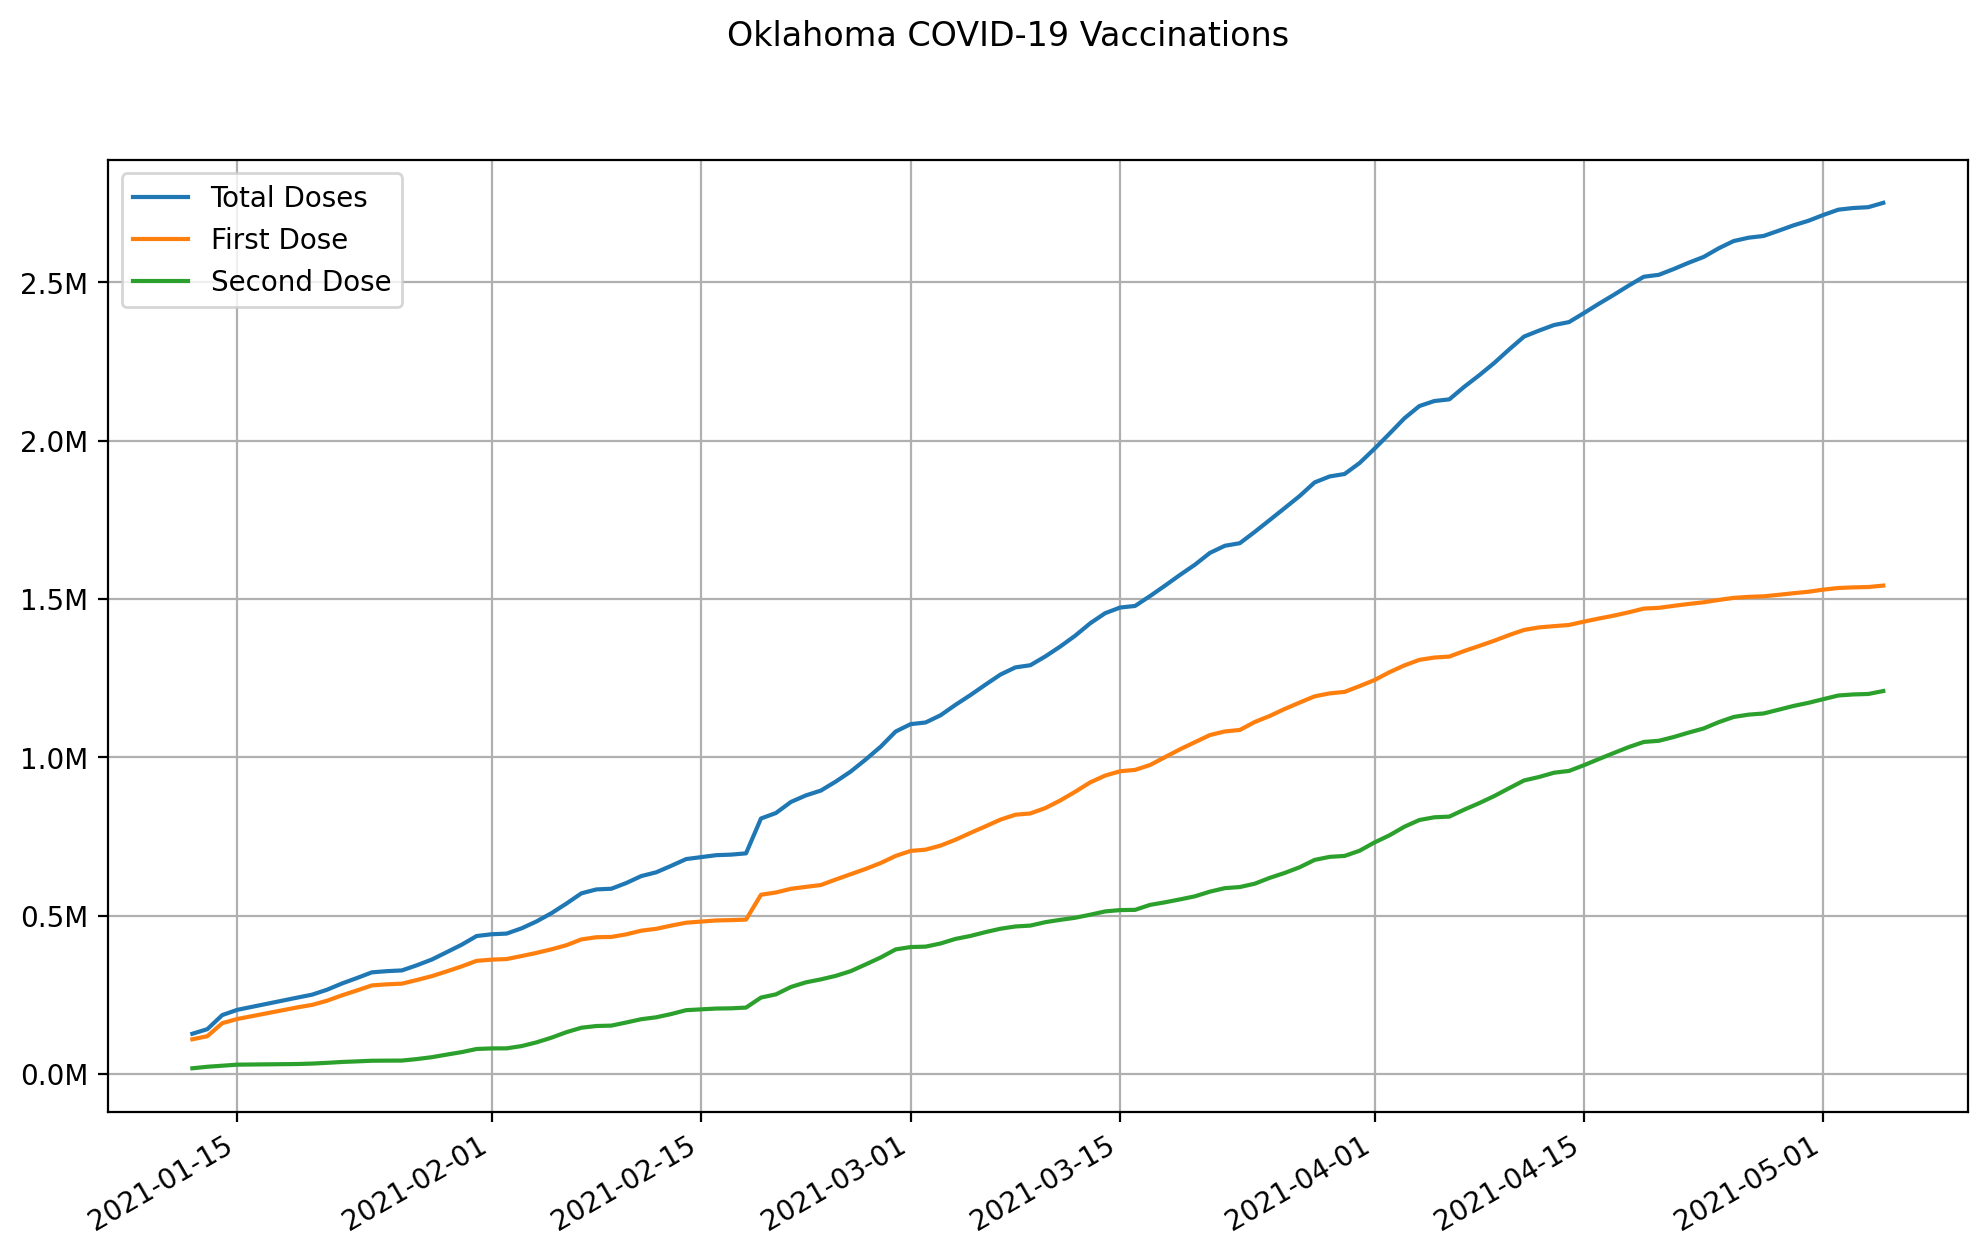 Oklahoma COVID-19 Vaccinations
Total Doses
First Dose
Second Dose
2.5M
2.0M
1.5M
1.0M
0.5M
0.0M
2021-01-15
2021-02-01
2021-02-15
2021-03-01
2021-03-15
2021-04-01
2021-04-15
2021-05-01